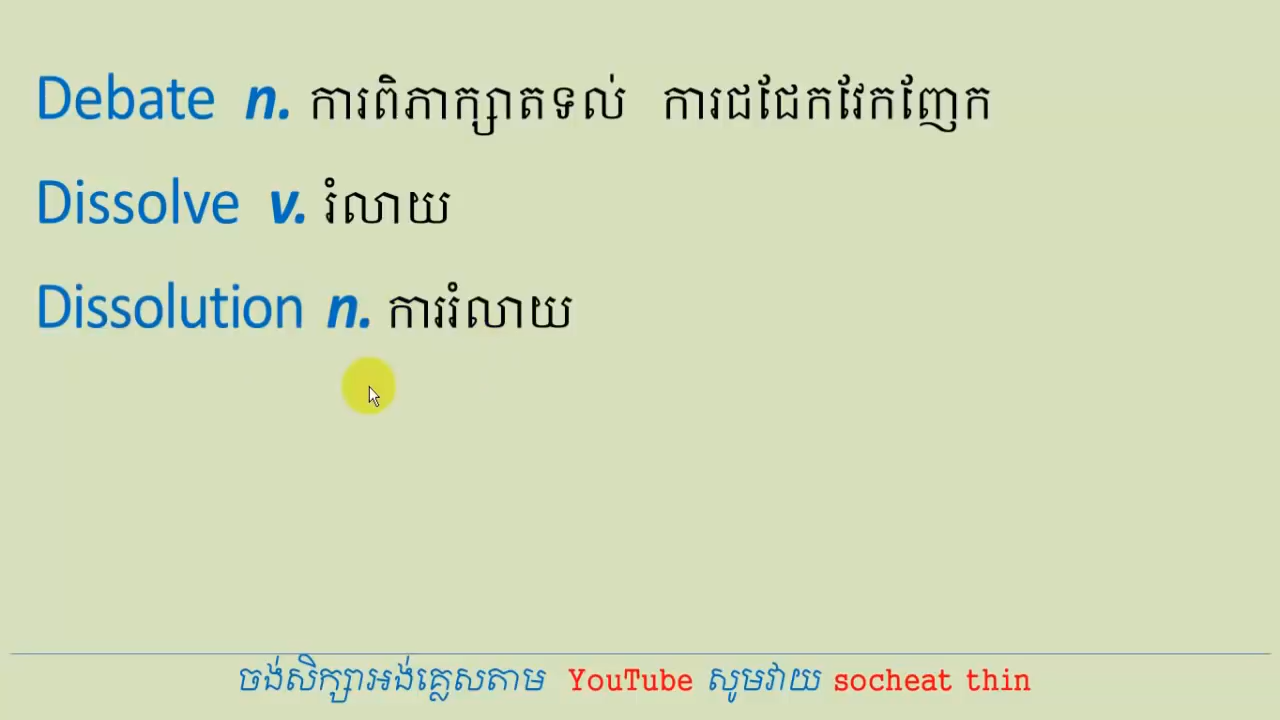 Debate n. ការពិភាក្សាតទល់ ការជជែកវែកញែក
Dissolve v. រំលាយ
Dissolution n. ការរំលាយ
ចង់សិក្សាអង់គ្លេសតាម YouTube សូមវាយ socheat thin